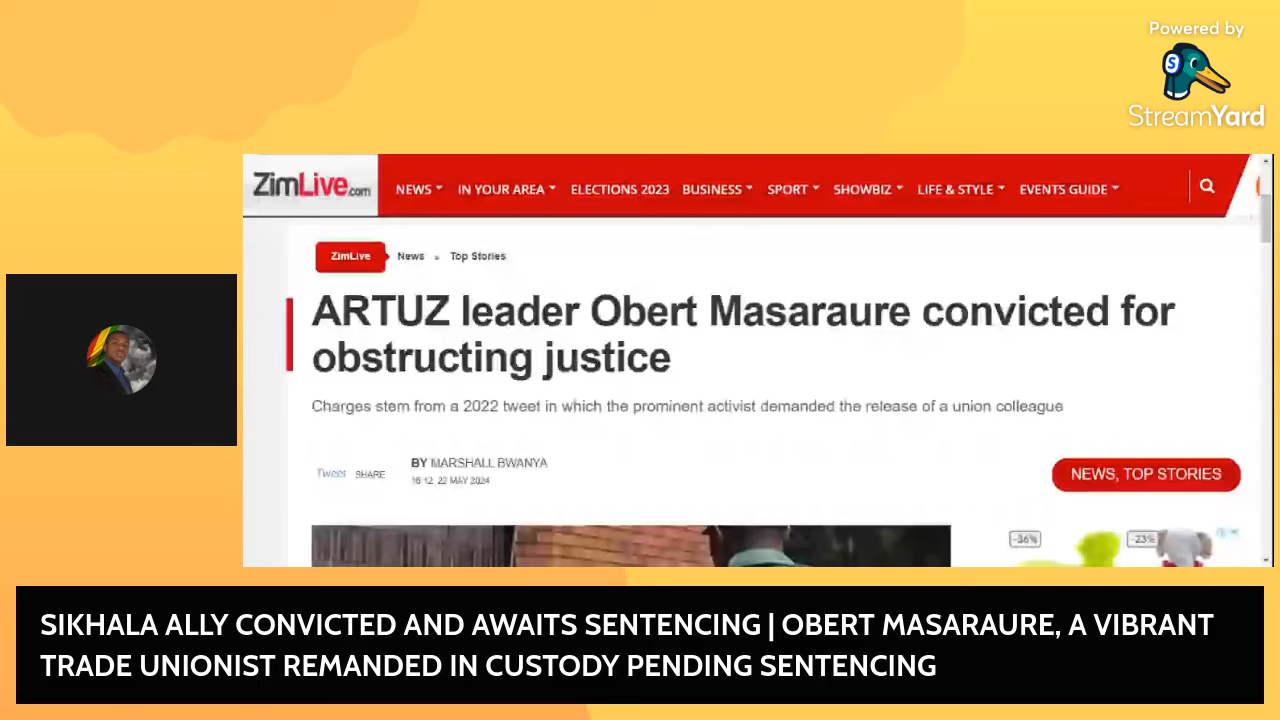 Powered by
S
StreamYard
ZimLive.com
NEWS IN YOUR AREA ELECTIONS 2023 BUSINESS SPORT SHOWBIZ LIFE & STYLE EVENTS GUIDE
ZimLive News Top Stories
ARTUZ leader Obert Masaraure convicted for
obstructing justice
Charges stem from a 2022 tweet in which the prominent activist demanded the release of a union colleague
Tweet SHARE
BY MARSHALL BWANYA
16:12, 22 MAY 2024
NEWS, TOP STORIES
-36% -23%
SIKHALA ALLY CONVICTED AND AWAITS SENTENCING | OBERT MASARAURE, A VIBRANT
TRADE UNIONIST REMANDED IN CUSTODY PENDING SENTENCING